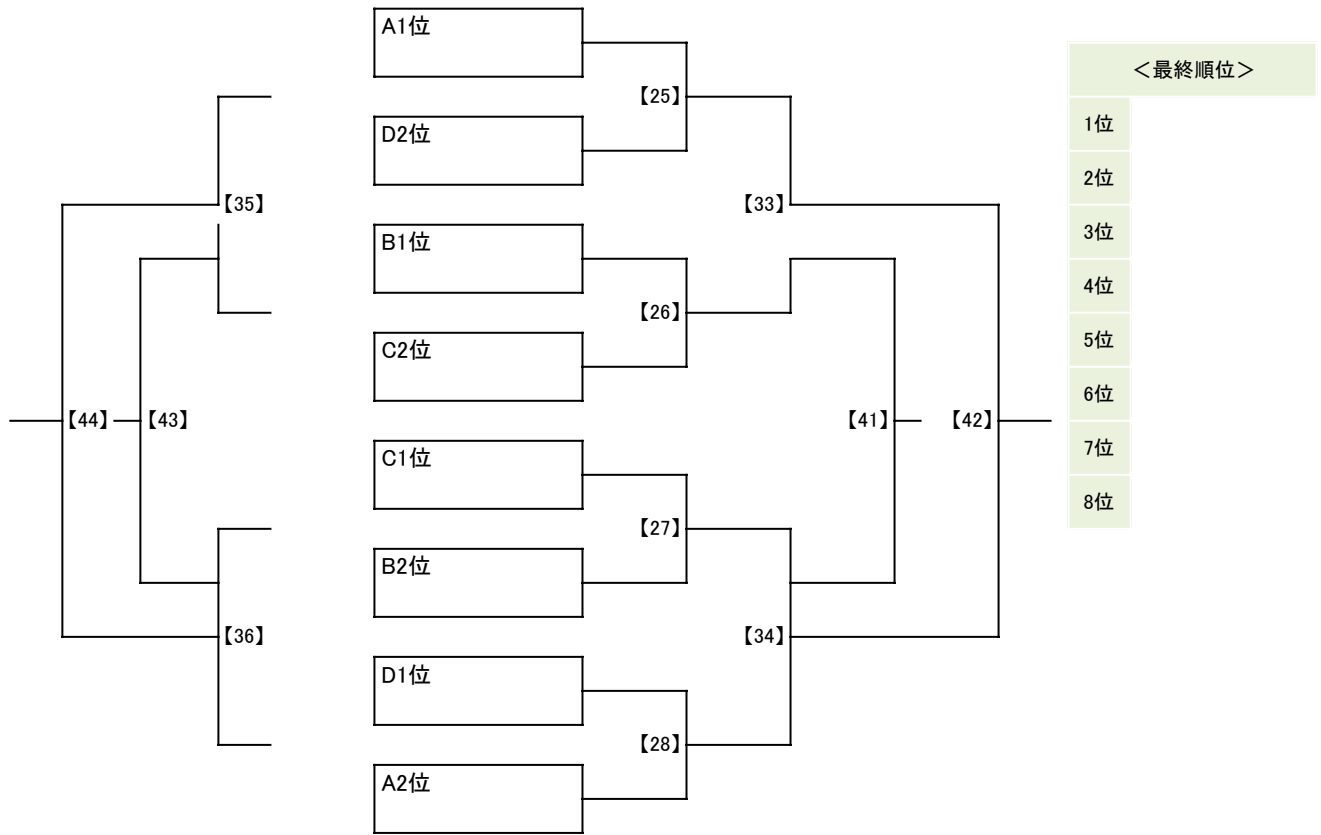 A1位
＜最終順位＞
【25】
1位
D2位
2位
【35】
【33】
B1位
3位
4位
【26】
C2位
5位
6位
【44】
【43】
【41】
【42】
C1位
7位
8位
【27】
B2位
【36】
【34】
D1位
【28】
A2位